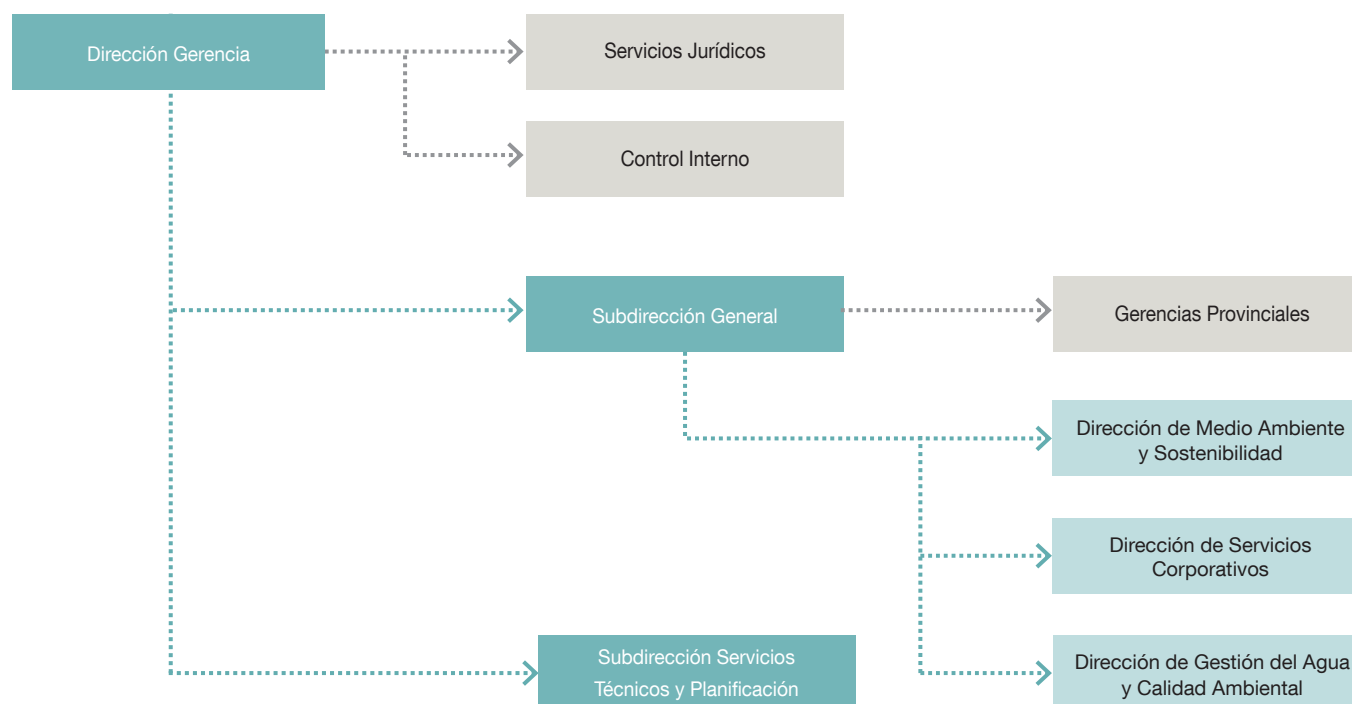 Dirección Gerencia
Servicios Jurídicos
Control Interno
Subdirección General
Gerencias Provinciales
Dirección de Medio Ambiente
y Sostenibilidad
Dirección de Servicios
Corporativos
Subdirección Servicios
Técnicos y Planificación
Dirección de Gestión del Agua
y Calidad Ambiental